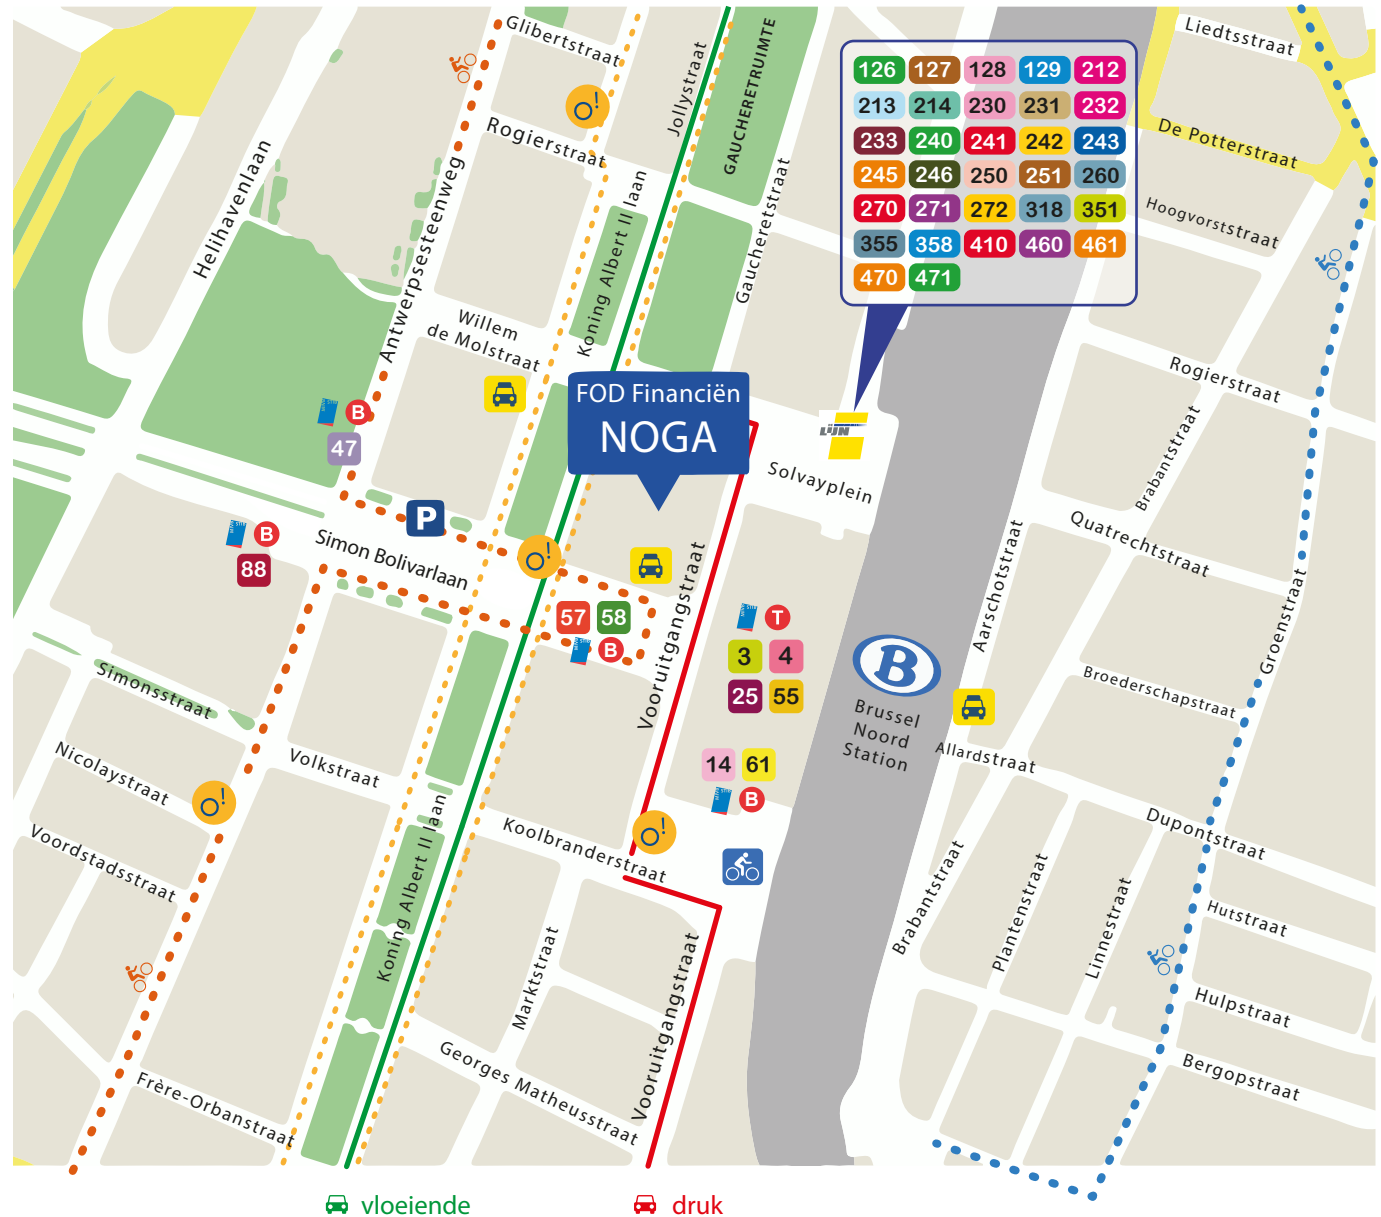 Glibertstraat
Liedtsstraat
Jollystraat
GAUCHERETRUIMTE
126 127 128 129 212
213 214 230 231 232
233 240 241 242 243
245 246 250 251 260
270 271 272 318 351
355 358 410 460 461
470 471
Rogierstraat
De Potterstraat
Helihavenlaan
Antwerpsesteenweg
Koning Albert II laan
Gaucheretstraat
Hoogvorststraat
Willem
de Molstraat
Rogierstraat
FOD Financiën
NOGA
B
47
LIJN
Solvayplein
Brabantstraat
P
Simon Bolivarlaan
B
88
Quatrechtstraat
Aarschotstraat
Groenstraat
57 58
B
Vooruitgangstraat
T
3 4
25 55
B
Brussel
Noord
Station
Broederschapstraat
Simonsstraat
Allardstraat
Nicolaystraat
Volkstraat
14 61
B
Voordstadsstraat
Koning Albert II laan
Koolbranderstraat
Dupontstraat
Brabantstraat
Plantenstraat
Linnestraat
Hutstraat
Marktstraat
Vooruitgangstraat
Hulpstraat
Georges Matheusstraat
Bergopstraat
Frère-Orbanstraat
vloeiende
druk